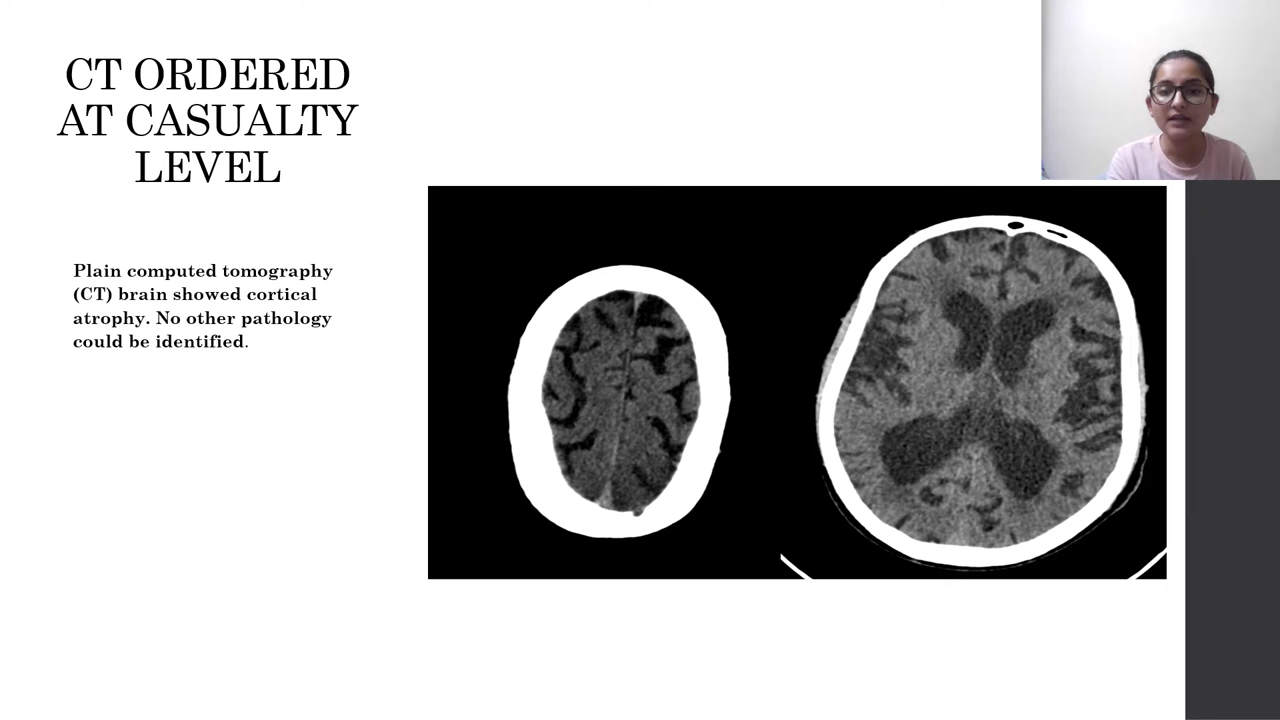 CT ORDERED
AT CASUALTY
LEVEL
Plain computed tomography
(CT) brain showed cortical
atrophy. No other pathology
could be identified.